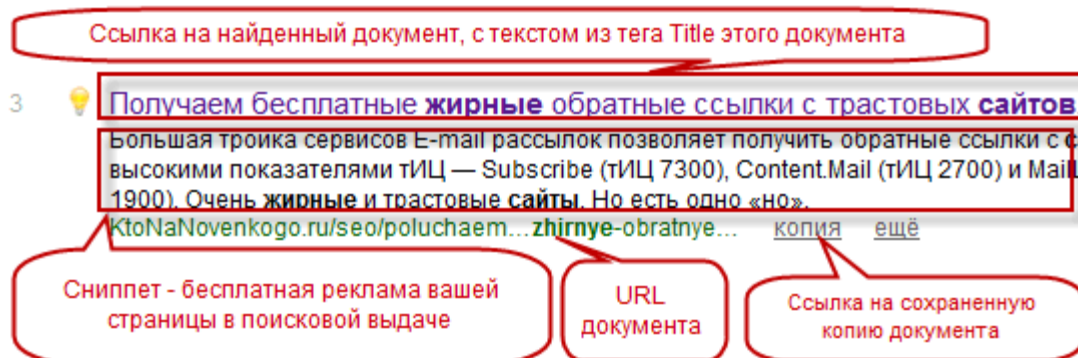 Ссылка на найденный документ, с текстом из тега Title этого документа
3 Получаем бесплатные жирные обратные ссылки с трастовых сайтов
Большая тройка сервисов E-mail рассылок позволяет получить обратные ссылки с
высокими показателями тИЦ — Subscribe (тИЦ 7300), Content.Mail (тИЦ 2700) и
1900). Очень жирные и трастовые сайты. Но есть одно «но».
KtoNaNovenkogo.ru/seo/poluchaem...zhirnye-obratnye... копия ещё
Сниппет - бесплатная реклама вашей
страницы в поисковой выдаче
URL
документа
Ссылка на сохраненную
копию документа